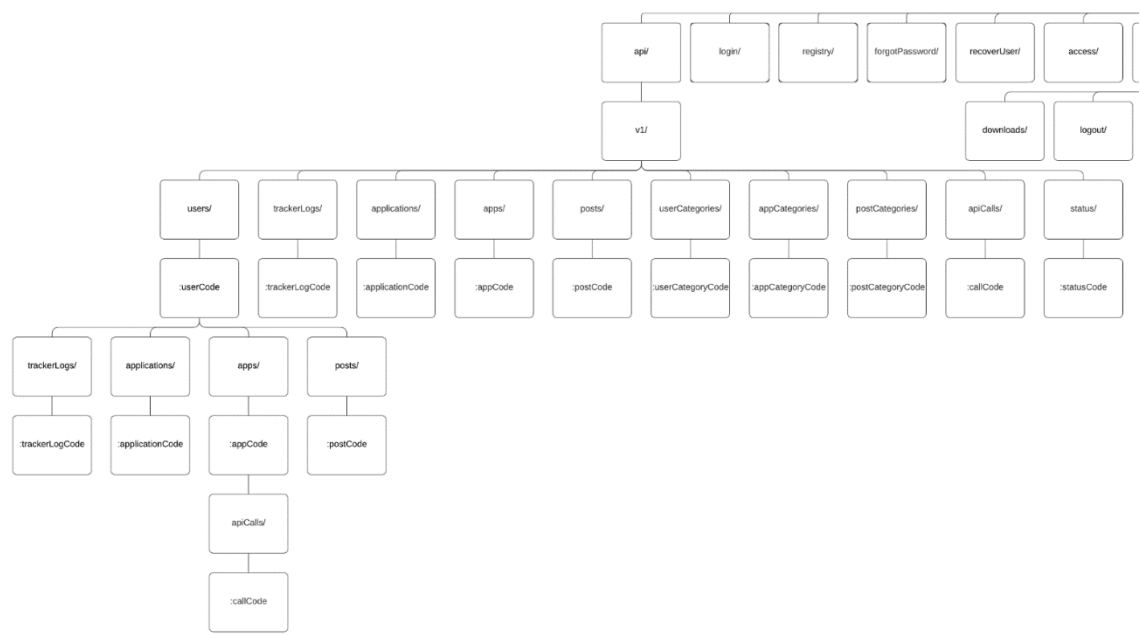 api/
login/
registry/
forgotPassword/
recoverUser/
access/
v1/
downloads/
logout/
users/
trackerLogs/
applications/
apps/
posts/
userCategories/
appCategories/
postCategories/
apiCalls/
status/
:userCode
:trackerLogCode
:applicationCode
:appCode
:postCode
:userCategoryCode
:appCategoryCode
:postCategoryCode
:callCode
:statusCode
trackerLogs/
applications/
apps/
posts/
:trackerLogCode
:applicationCode
:appCode
:postCode
apiCalls/
:callCode